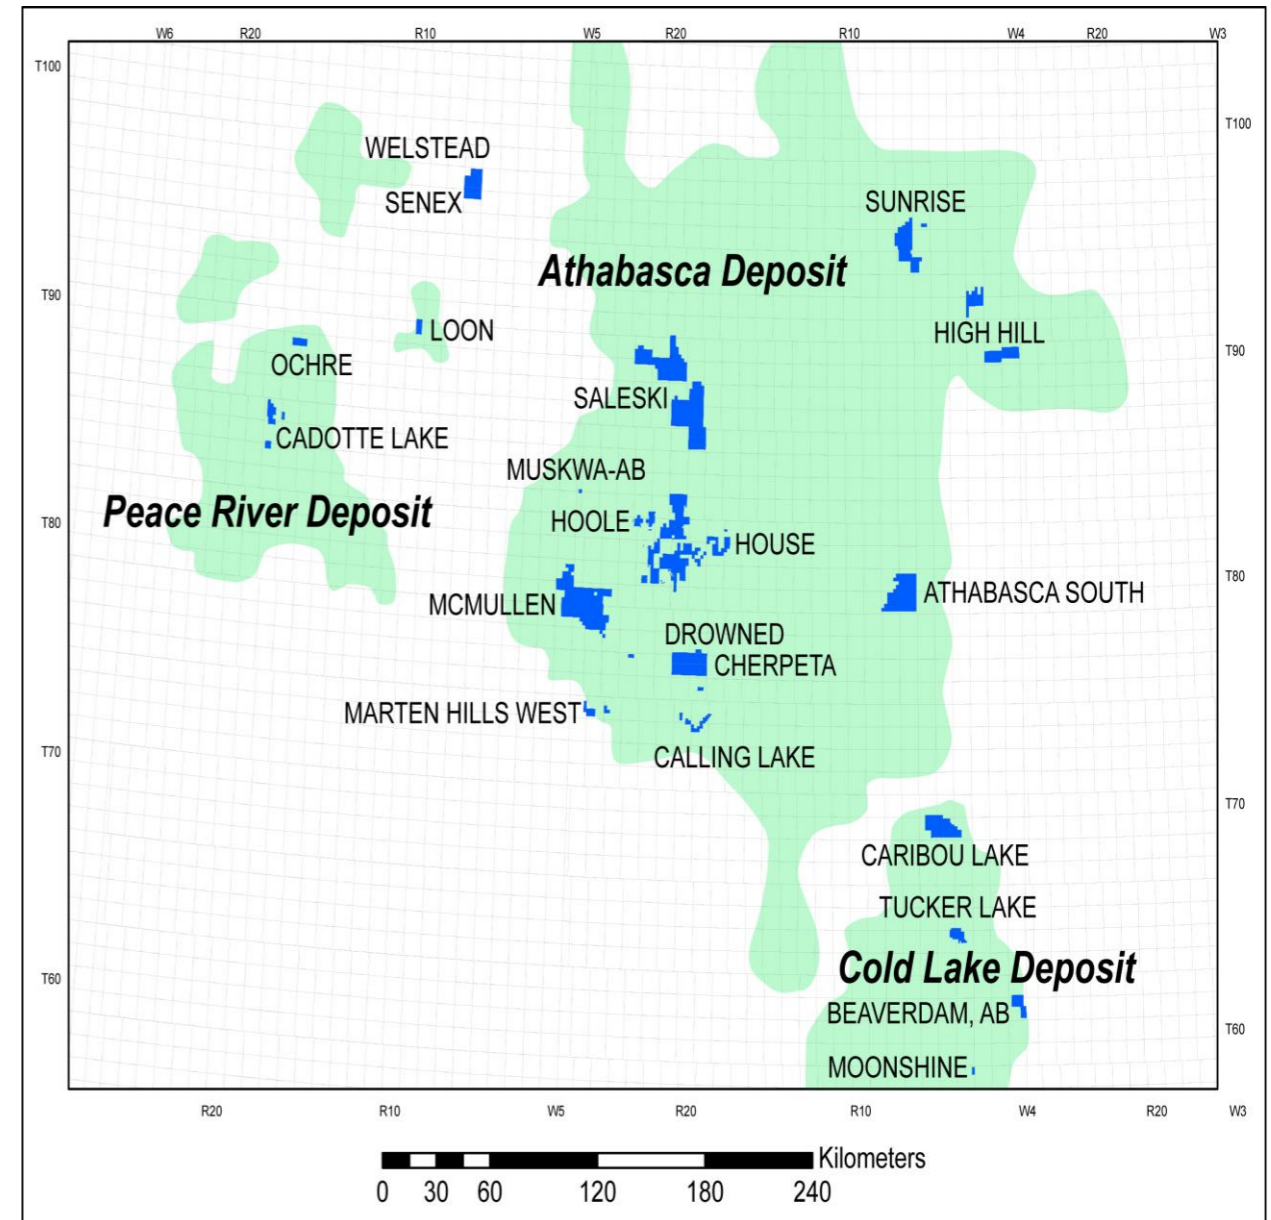 W6 R20 R10 W5 R20 R10 W4 R20 W3
T100
T100
WELSTEAD
SENEX
SUNRISE
Athabasca Deposit
T90
LOON
HIGH HILL
T90
OCHRE
SALESKI
CADOTTE LAKE
MUSKWA-AB
Peace River Deposit
HOOLE
T80
HOUSE
T80
ATHABASCA SOUTH
MCMULLEN
DROWNED
CHERPETA
MARTEN HILLS WEST
T70
CALLING LAKE
T70
CARIBOU LAKE
TUCKER LAKE
Cold Lake Deposit
T60
BEAVERDAM, AB
T60
MOONSHINE
R20 R10 W5 R20 R10 W4 R20 W3
Kilometers
0 30 60 120 180 240